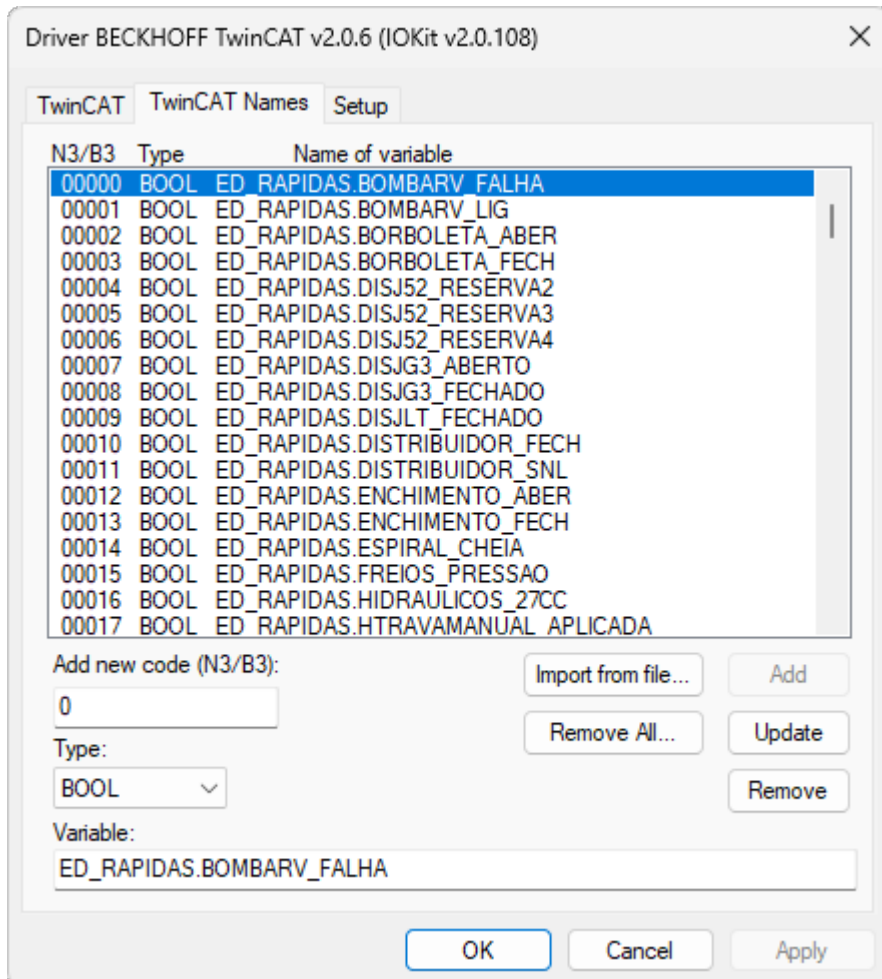 Driver BECKHOFF TwinCAT v2.0.6 (IOKit v2.0.108)
TwinCAT TwinCAT Names Setup
N3/B3 Type Name of variable
00000 BOOL ED_RAPIDAS.BOMBARV_FALHA
00001 BOOL ED_RAPIDAS.BOMBARV_LIG
00002 BOOL ED_RAPIDAS.BORBOLETA_ABER
00003 BOOL ED_RAPIDAS.BORBOLETA_FECH
00004 BOOL ED_RAPIDAS.DISJ52_RESERVA2
00005 BOOL ED_RAPIDAS.DISJ52_RESERVA3
00006 BOOL ED_RAPIDAS.DISJ52_RESERVA4
00007 BOOL ED_RAPIDAS.DISJG3_ABERTO
00008 BOOL ED_RAPIDAS.DISJG3_FECHADO
00009 BOOL ED_RAPIDAS.DISJLT_FECHADO
00010 BOOL ED_RAPIDAS.DISTRIBUIDOR_FECH
00011 BOOL ED_RAPIDAS.DISTRIBUIDOR_SNL
00012 BOOL ED_RAPIDAS.ENCHIMENTO_ABER
00013 BOOL ED_RAPIDAS.ENCHIMENTO_FECH
00014 BOOL ED_RAPIDAS.ESPIRAL_CHEIA
00015 BOOL ED_RAPIDAS.FREIOS_PRESSAO
00016 BOOL ED_RAPIDAS.HIDRAULICOS_27CC
00017 BOOL ED_RAPIDAS.HTRAVAMANUAL_APLICADA
Add new code (N3/B3):
0
Import from file... Add
Remove All... Update
Type:
BOOL
Remove
Variable:
ED_RAPIDAS.BOMBARV_FALHA
OK Cancel Apply